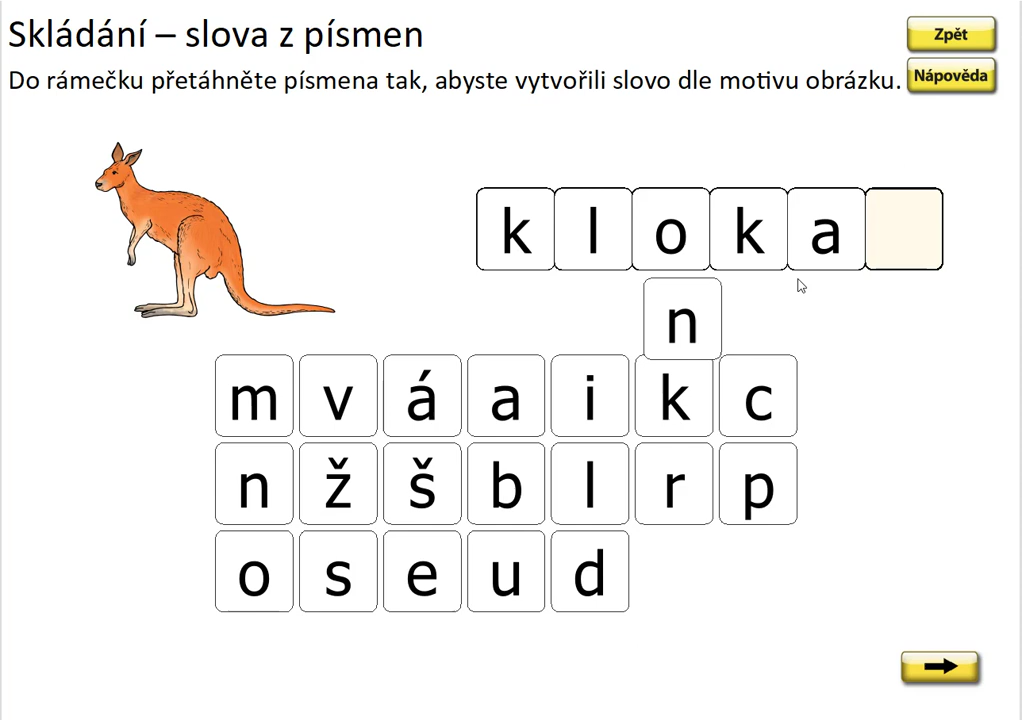 Skládání – slova z písmen
Zpět
Do rámečku přetáhněte písmena tak, abyste vytvořili slovo dle motivu obrázku.
Nápověda
k l o k a
n
m v á a i k c
n ž š b l r p
o s e u d